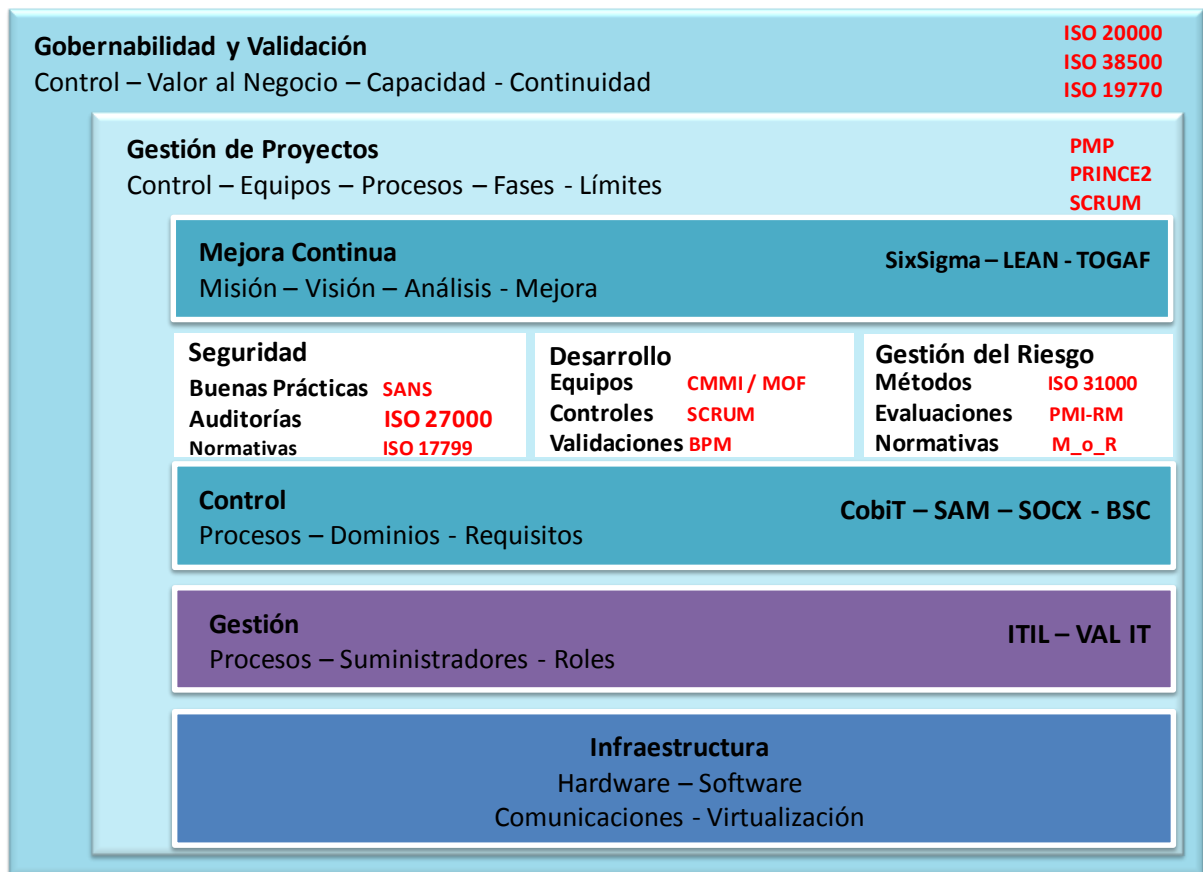 Gobernabilidad y Validación
Control – Valor al Negocio – Capacidad - Continuidad
ISO 20000
ISO 38500
ISO 19770
Gestión de Proyectos
Control – Equipos – Procesos – Fases - Límites
PMP
PRINCE2
SCRUM
Mejora Continua
Misión – Visión – Análisis - Mejora
SixSigma – LEAN - TOGAF
Seguridad
Buenas Prácticas SANS
Auditorías ISO 27000
Normativas ISO 17799
Desarrollo
Equipos CMMI / MOF
Controles SCRUM
Validaciones BPM
Gestión del Riesgo
Métodos ISO 31000
Evaluaciones PMI-RM
Normativas M_o_R
Control
Procesos – Dominios - Requisitos
CobiT – SAM – SOCX - BSC
Gestión
Procesos – Suministradores - Roles
ITIL – VAL IT
Infraestructura
Hardware – Software
Comunicaciones - Virtualización